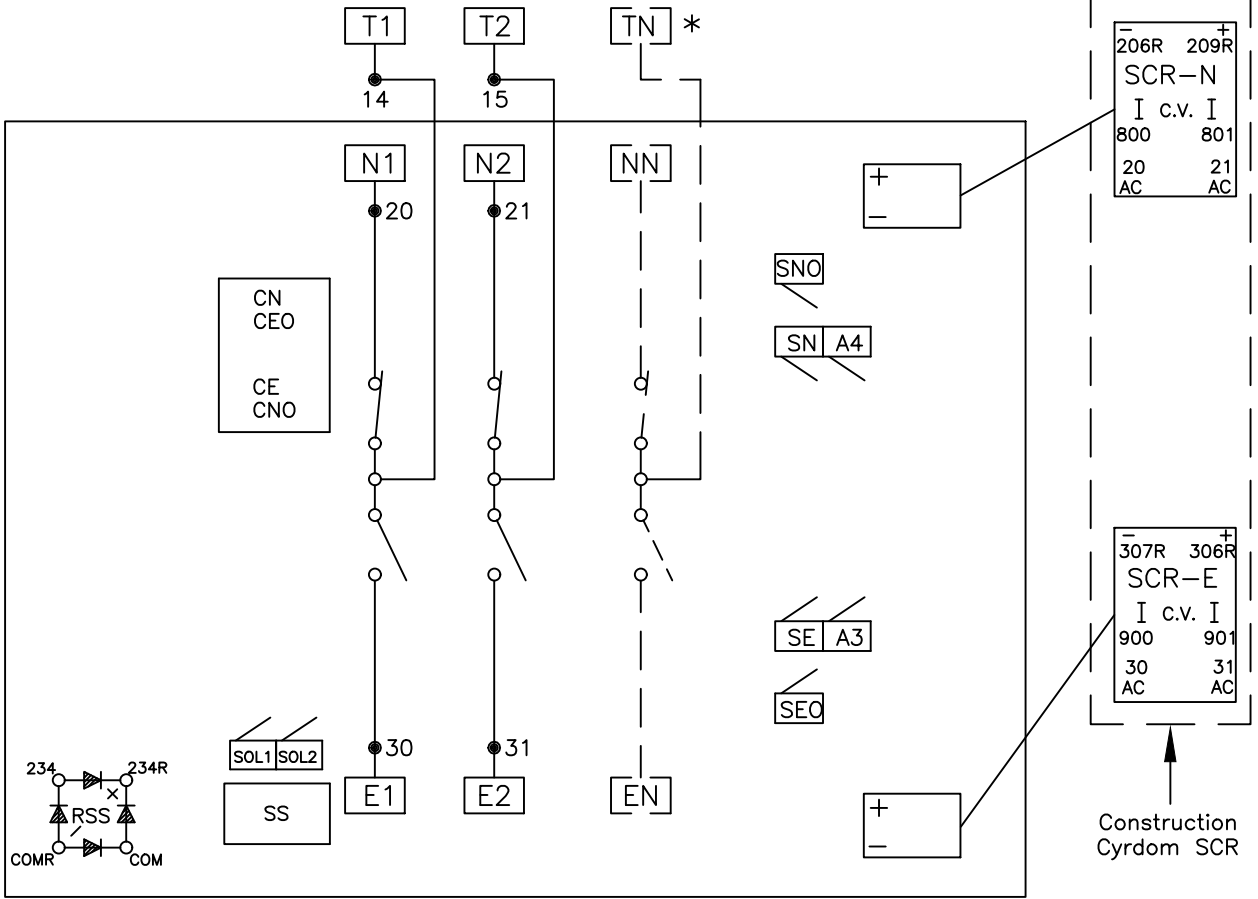 T1 T2 TN *
14 15
N1 N2 NN
20 21
CN
CEO
CE
CNO
+
−
SNO
SN A4
SE A3
SEO
30 31
E1 E2 EN
SOL1 SOL2
SS
234 234R
RSS
COMR COM
+
−
− +
206R 209R
SCR-N
I C.V. I
800 801
20 21
AC AC
− +
307R 306R
SCR-E
I C.V. I
900 901
30 31
AC AC
Construction
Cyrdom SCR